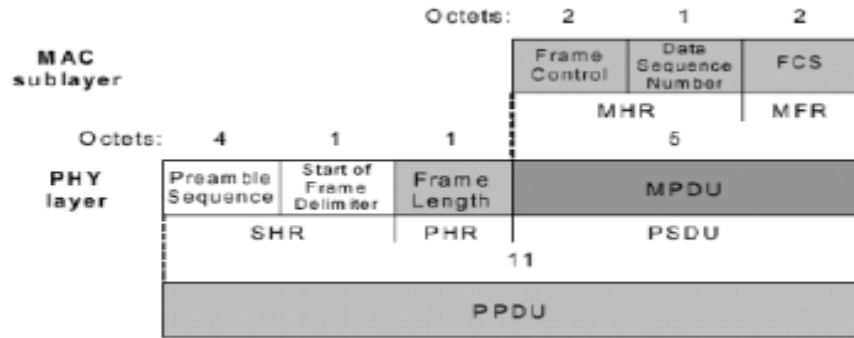 Octets: 2 1 2
MAC sublayer
Frame Control
Data Sequence Number
FCS
MHR MFR
Octets: 4 1 1 5
PHY layer
Preamble Sequence
Start of Frame Delimiter
Frame Length
MPDU
SHR PHR PSDU
11
PPDU